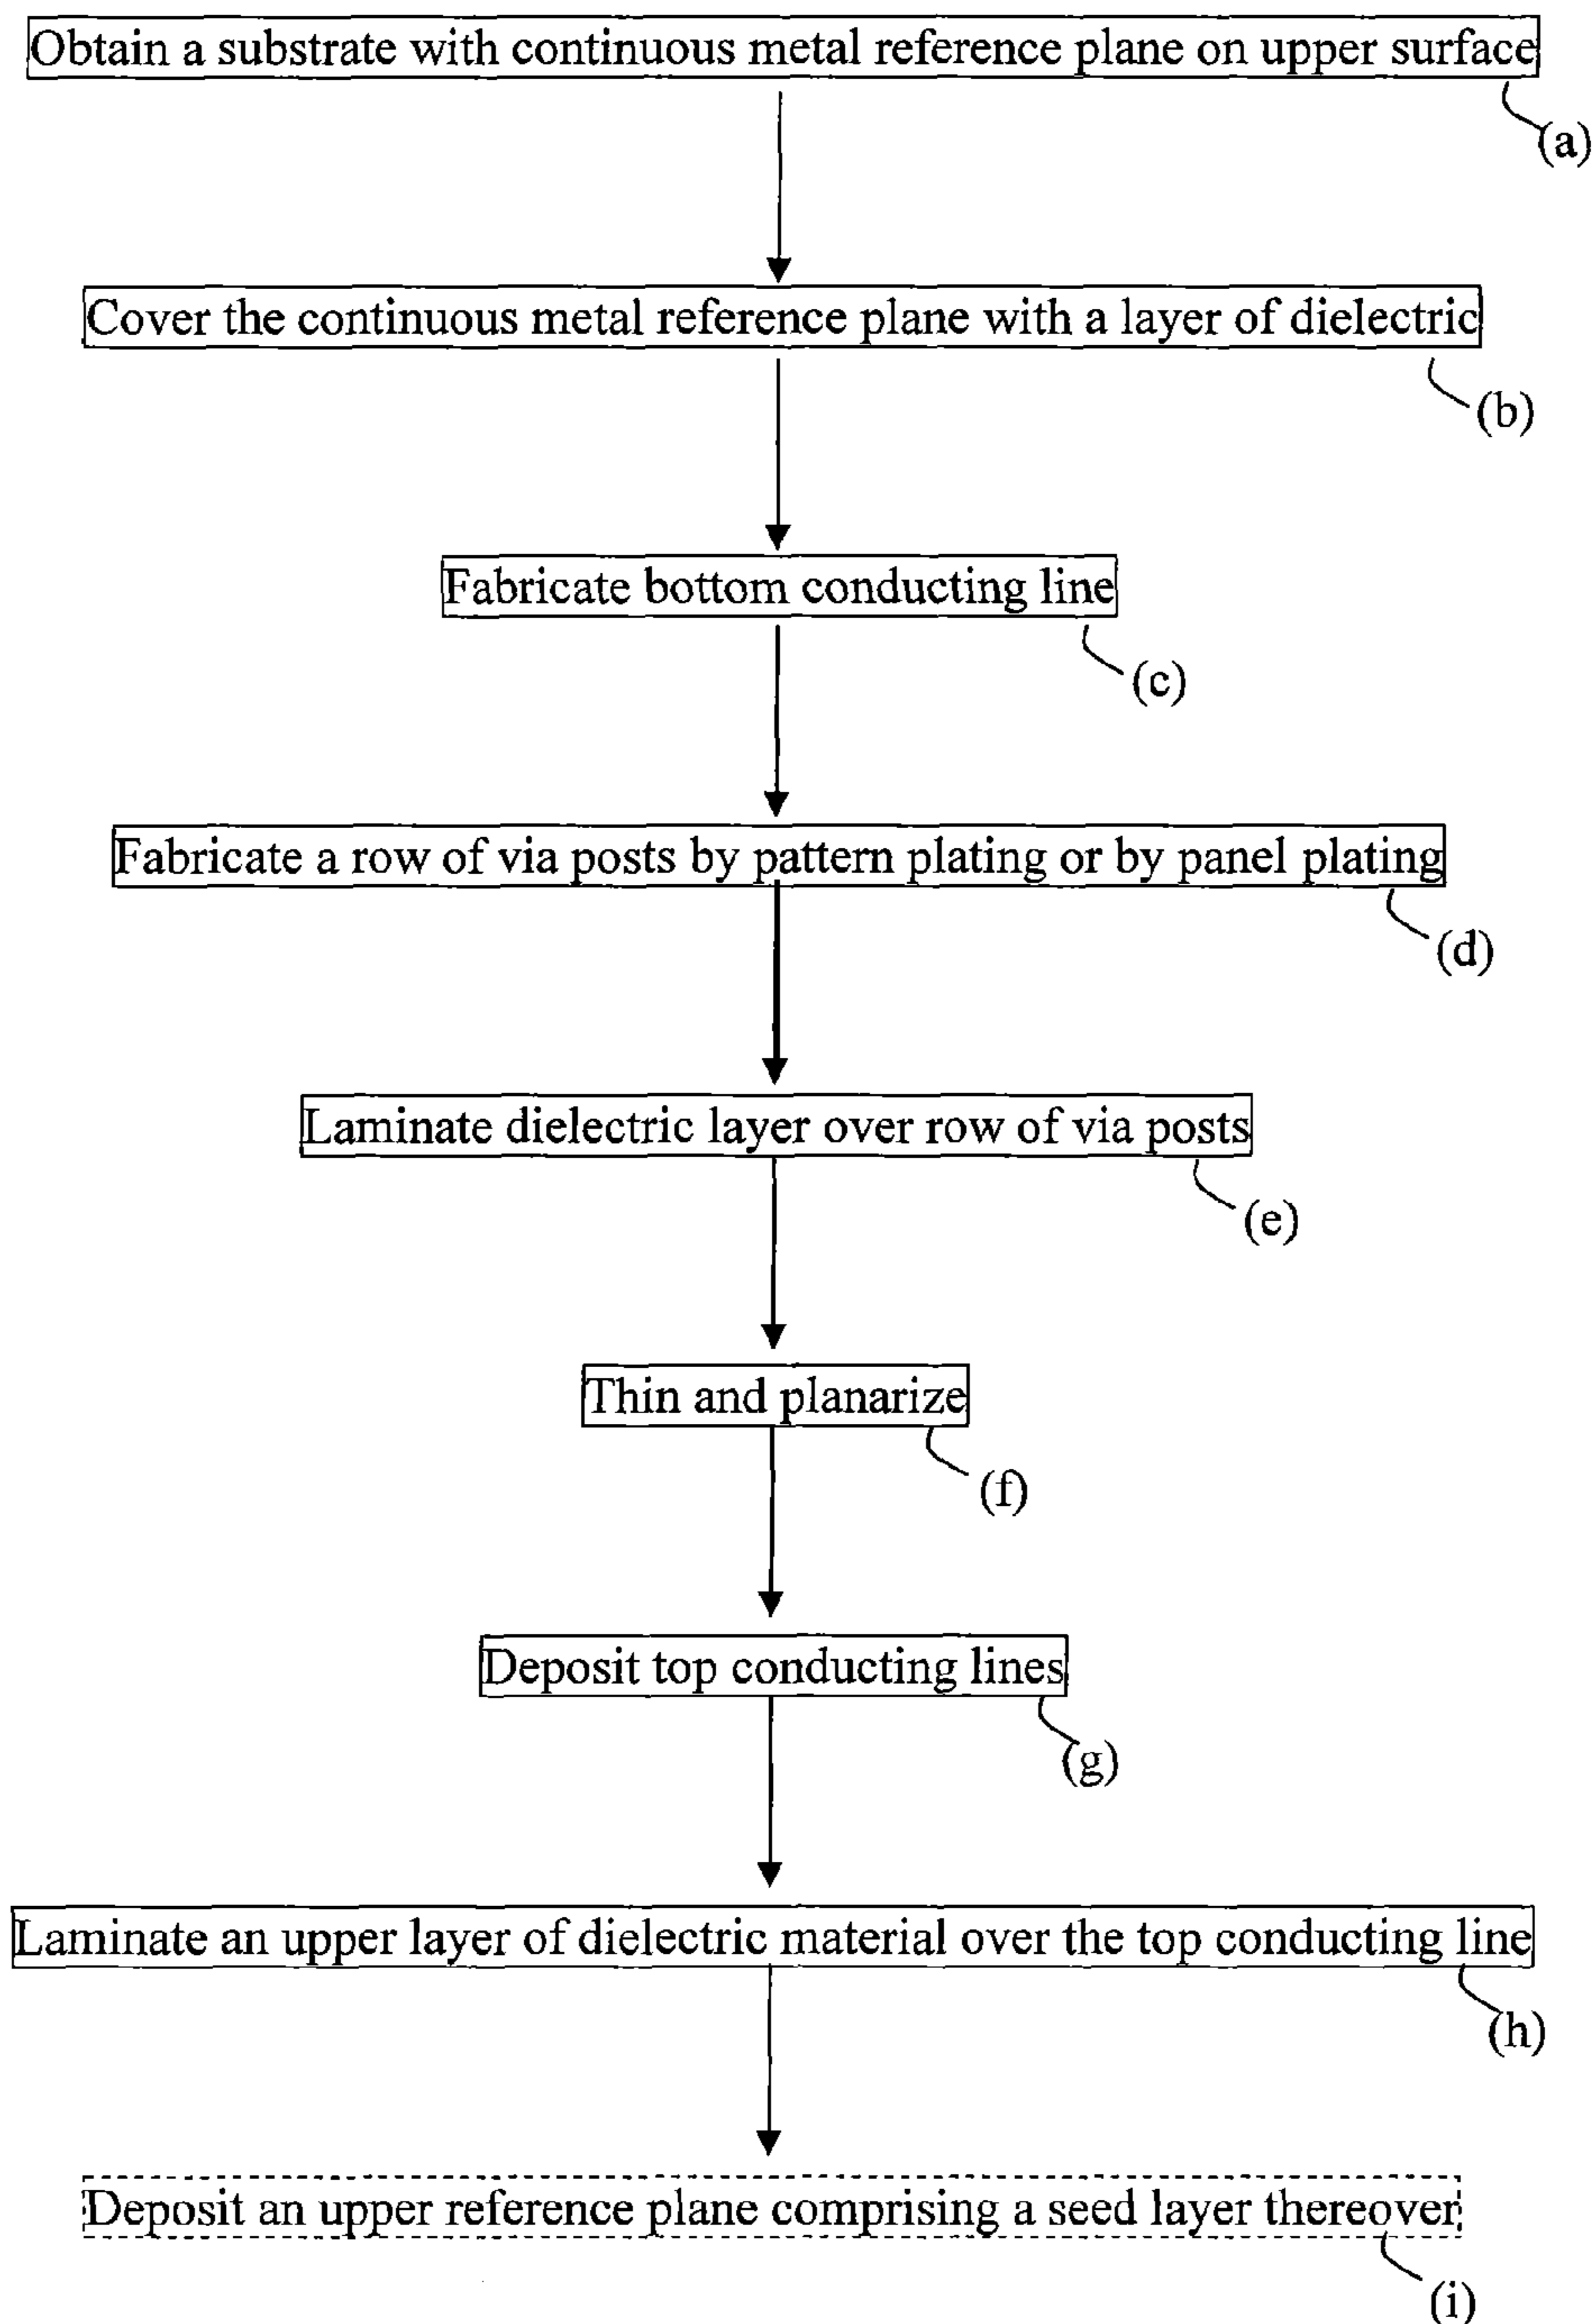 Obtain a substrate with continuous metal reference plane on upper surface
(a)
Cover the continuous metal reference plane with a layer of dielectric
(b)
Fabricate bottom conducting line
(c)
Fabricate a row of via posts by pattern plating or by panel plating
(d)
Laminate dielectric layer over row of via posts
(e)
Thin and planarize
(f)
Deposit top conducting lines
(g)
Laminate an upper layer of dielectric material over the top conducting line
(h)
Deposit an upper reference plane comprising a seed layer thereover
(i)